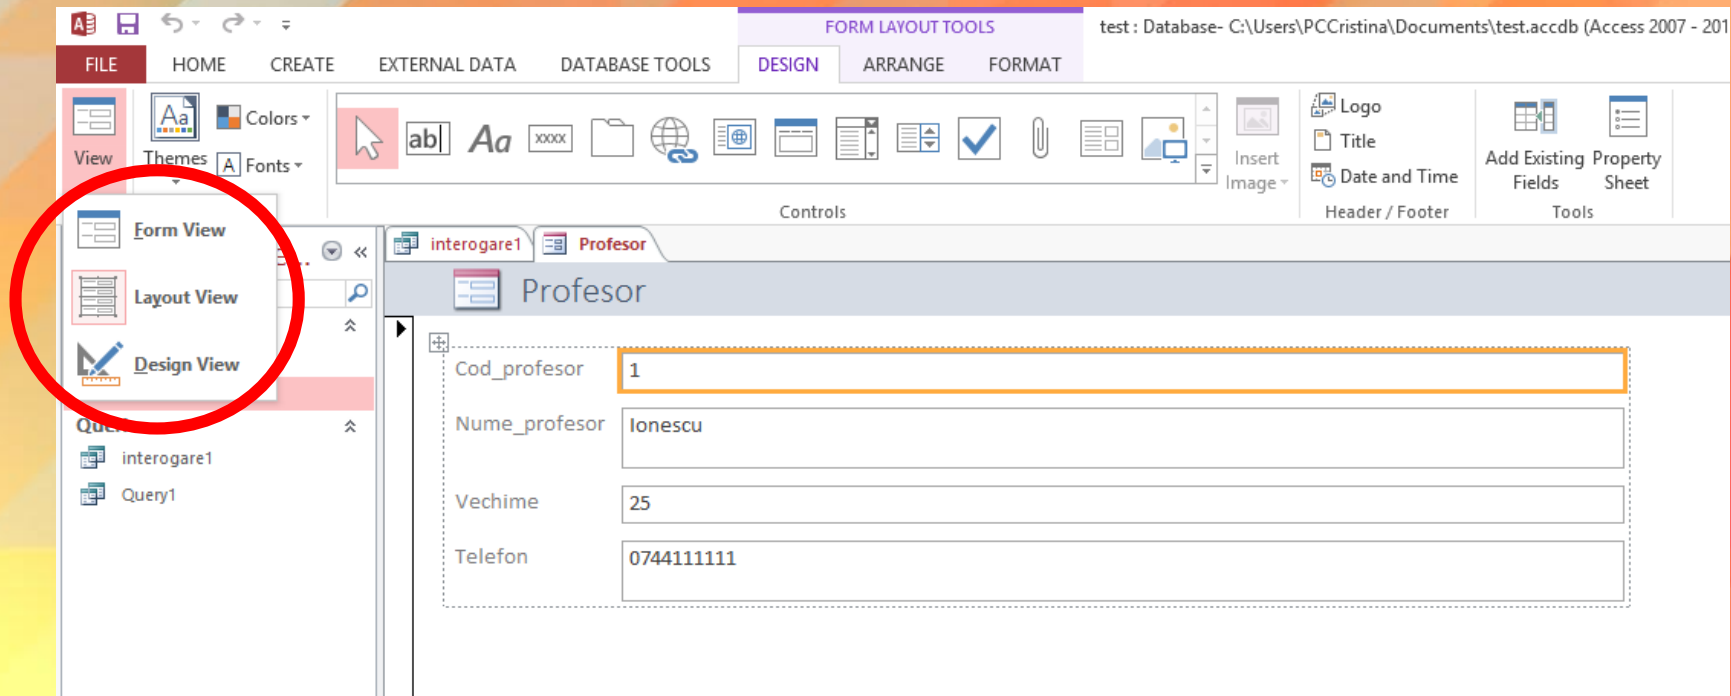 FORM LAYOUT TOOLS
test : Database- C:\Users\PCCristina\Documents\test.accdb (Access 2007 - 201
FILE HOME CREATE EXTERNAL DATA DATABASE TOOLS DESIGN ARRANGE FORMAT
View
Themes
Aa
Colors
A Fonts
ab|
Aa
xxxx
Insert
Image
Logo
Title
Date and Time
Add Existing
Fields
Property
Sheet
Controls
Header / Footer
Tools
Form View
Layout View
Design View
interogare1
Profesor
Profesor
Cod_profesor 1
Nume_profesor Ionescu
Vechime 25
Telefon 0744111111
interogare1
Query1